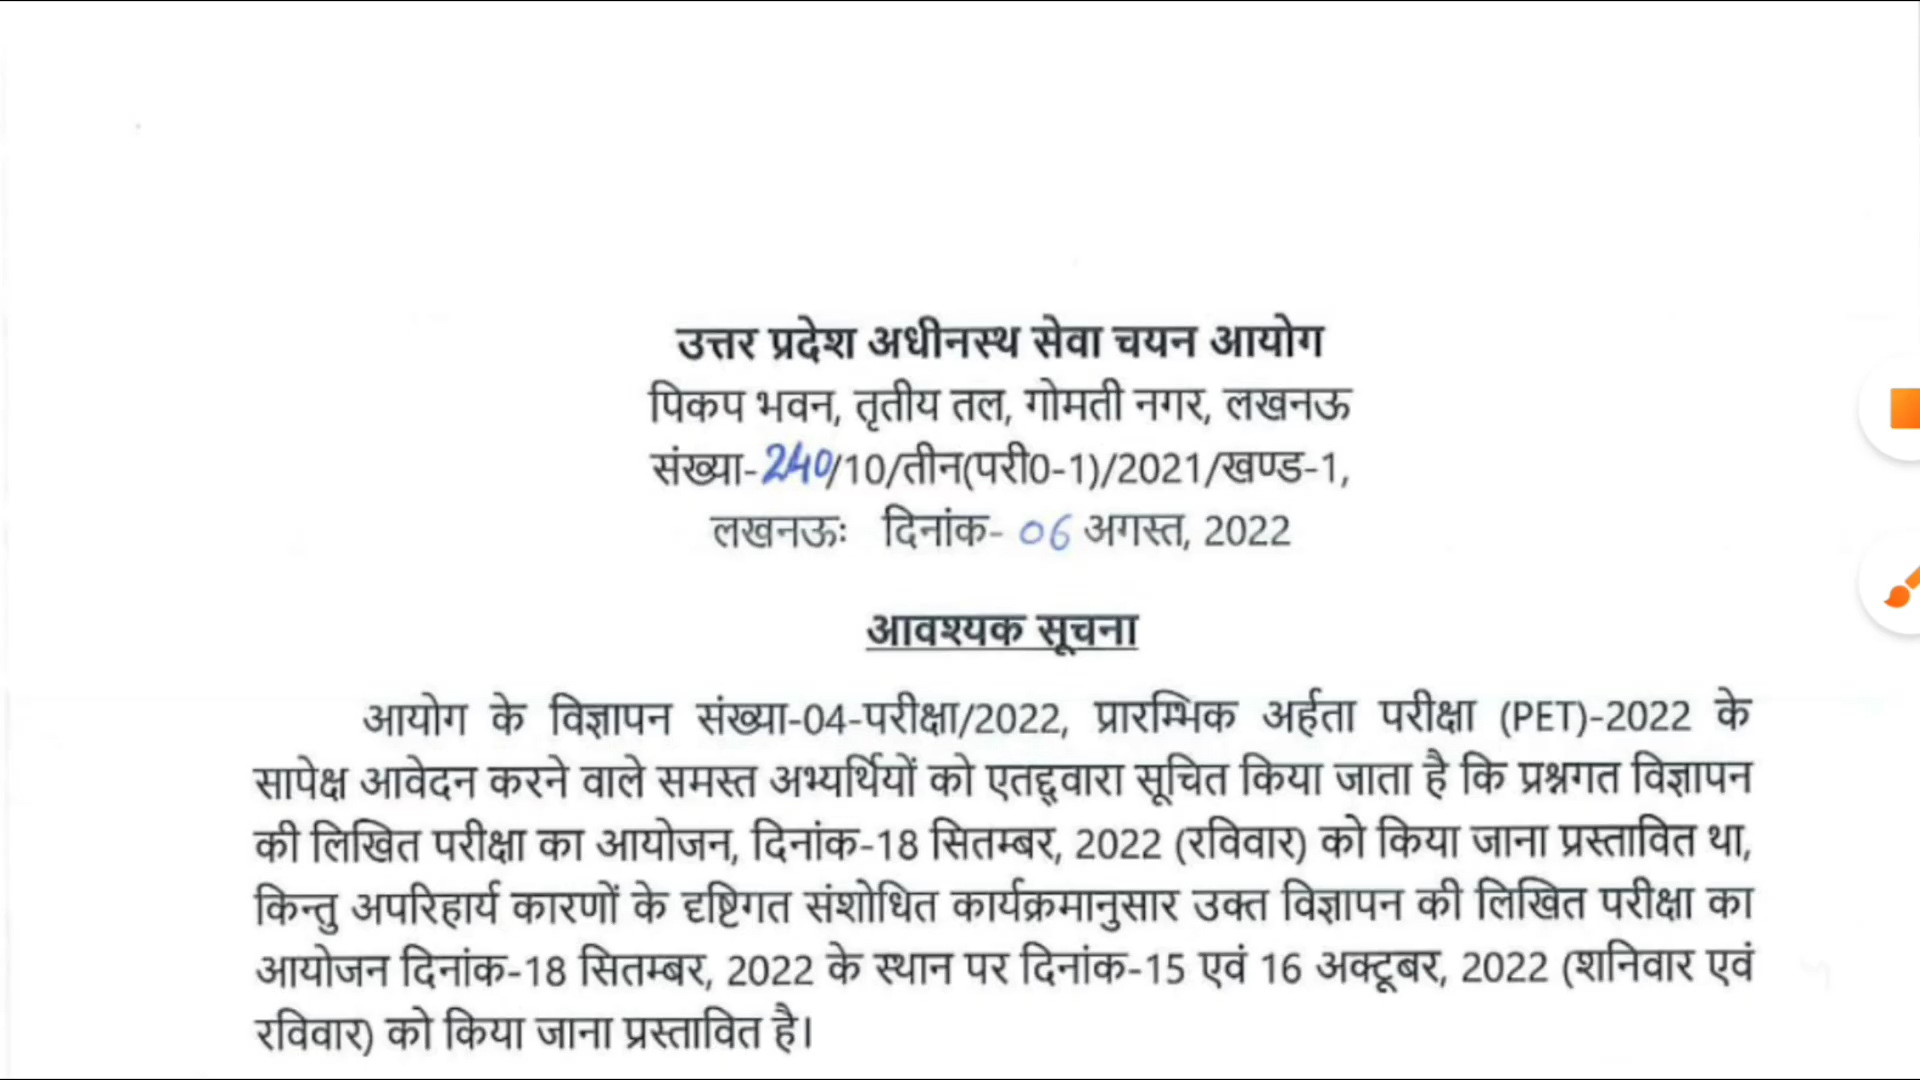 उत्तर प्रदेश अधीनस्थ सेवा चयन आयोग
पिकप भवन, तृतीय तल, गोमती नगर, लखनऊ
संख्या-240/10/तीन(परी0-1)/2021/खण्ड-1,
लखनऊः दिनांक- 06 अगस्त, 2022
आवश्यक सूचना
आयोग के विज्ञापन संख्या-04-परीक्षा/2022, प्रारम्भिक अर्हता परीक्षा (PET)-2022 के
सापेक्ष आवेदन करने वाले समस्त अभ्यर्थियों को एतद्द्वारा सूचित किया जाता है कि प्रश्नगत विज्ञापन
की लिखित परीक्षा का आयोजन, दिनांक-18 सितम्बर, 2022 (रविवार) को किया जाना प्रस्तावित था,
किन्तु अपरिहार्य कारणों के दृष्टिगत संशोधित कार्यक्रमानुसार उक्त विज्ञापन की लिखित परीक्षा का
आयोजन दिनांक-18 सितम्बर, 2022 के स्थान पर दिनांक-15 एवं 16 अक्टूबर, 2022 (शनिवार एवं
रविवार) को किया जाना प्रस्तावित है।